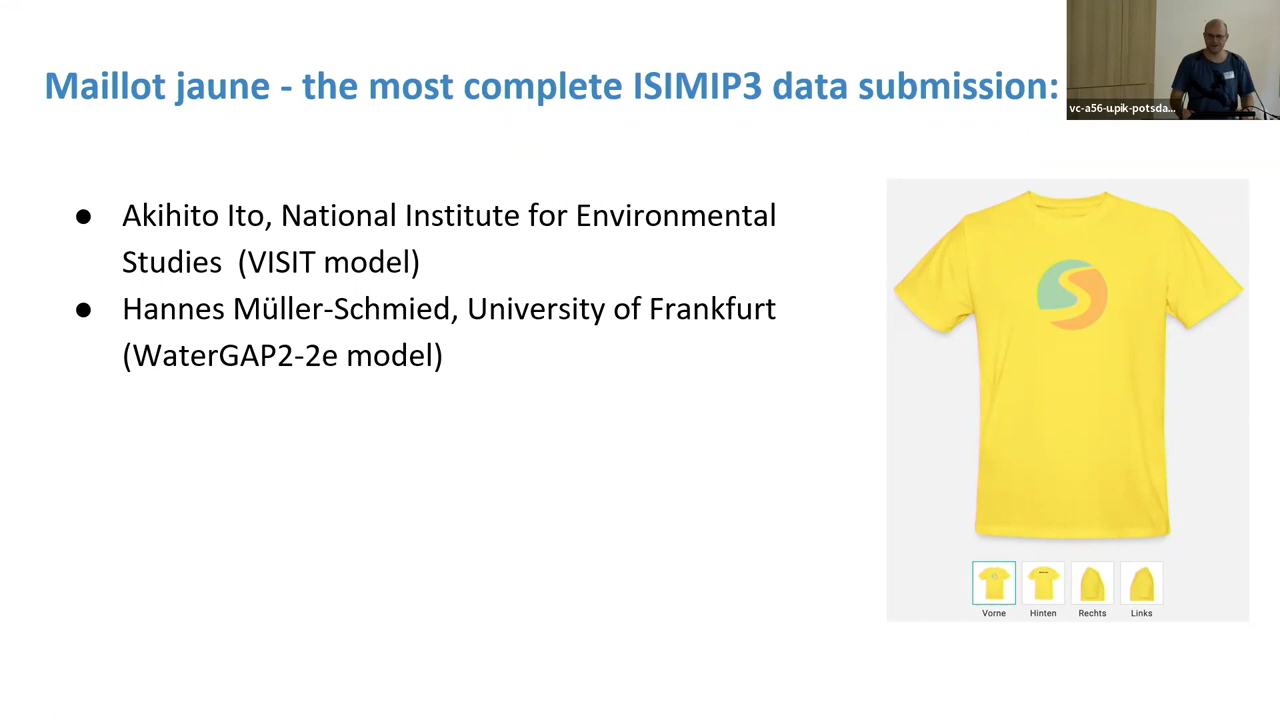 Maillot jaune - the most complete ISIMIP3 data submission:
vc-a56-u.pik-potsda...
● Akihito Ito, National Institute for Environmental
Studies (VISIT model)
● Hannes Müller-Schmied, University of Frankfurt
(WaterGAP2-2e model)
Vorne
Hinten
Rechts
Links